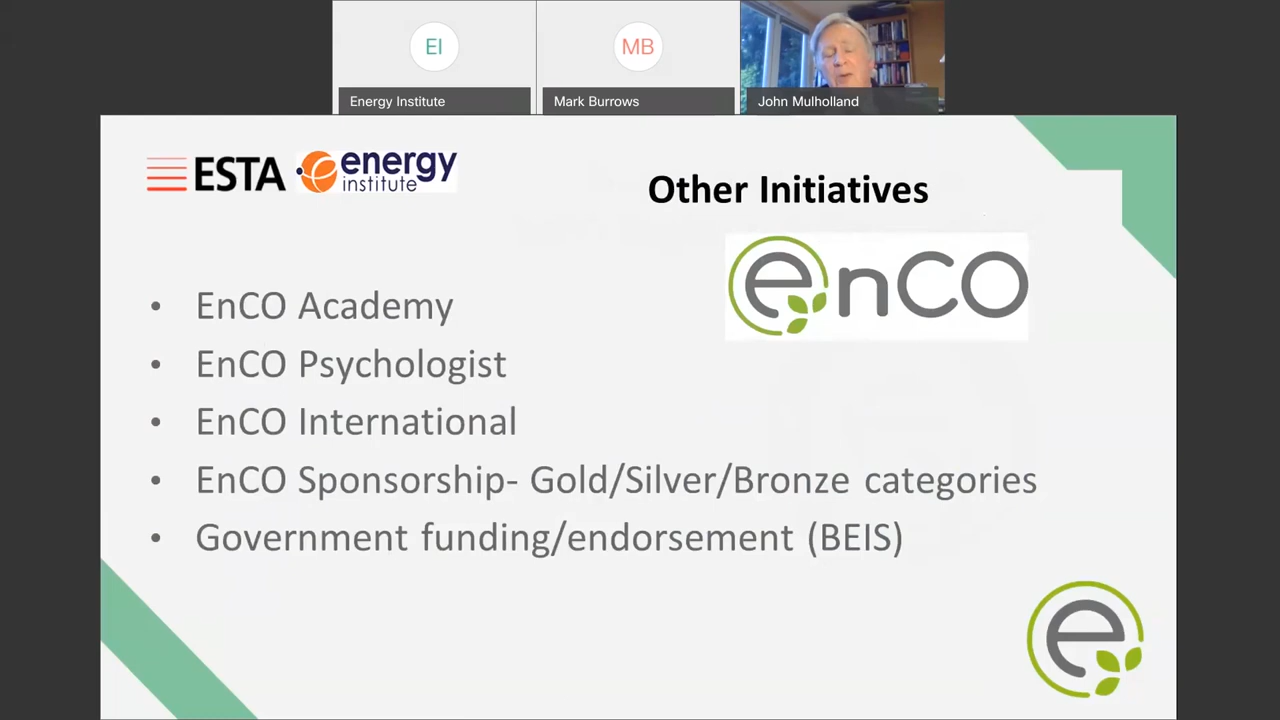 EI
MB
Energy Institute
Mark Burrows
John Mulholland
ESTA
energy
institute
Other Initiatives
enCO
• EnCO Academy
• EnCO Psychologist
• EnCO International
• EnCO Sponsorship- Gold/Silver/Bronze categories
• Government funding/endorsement (BEIS)
e